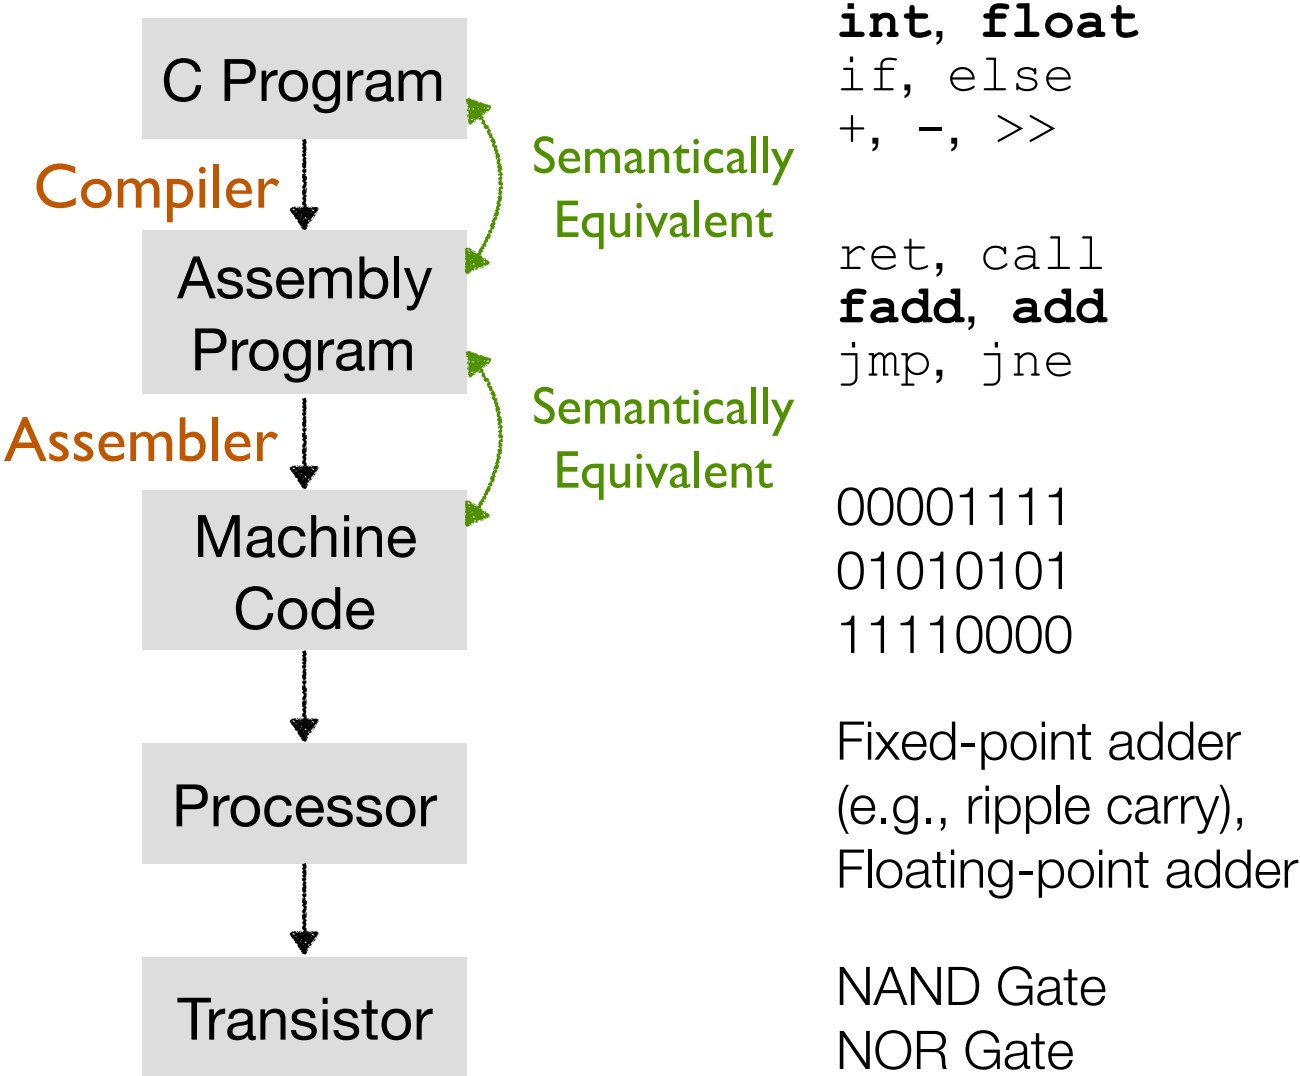 C Program
int, float
if, else
+, -, >>
Compiler
Semantically
Equivalent
Assembly
Program
ret, call
fadd, add
jmp, jne
Assembler
Semantically
Equivalent
Machine
Code
00001111
01010101
11110000
Processor
Fixed-point adder
(e.g., ripple carry),
Floating-point adder
Transistor
NAND Gate
NOR Gate